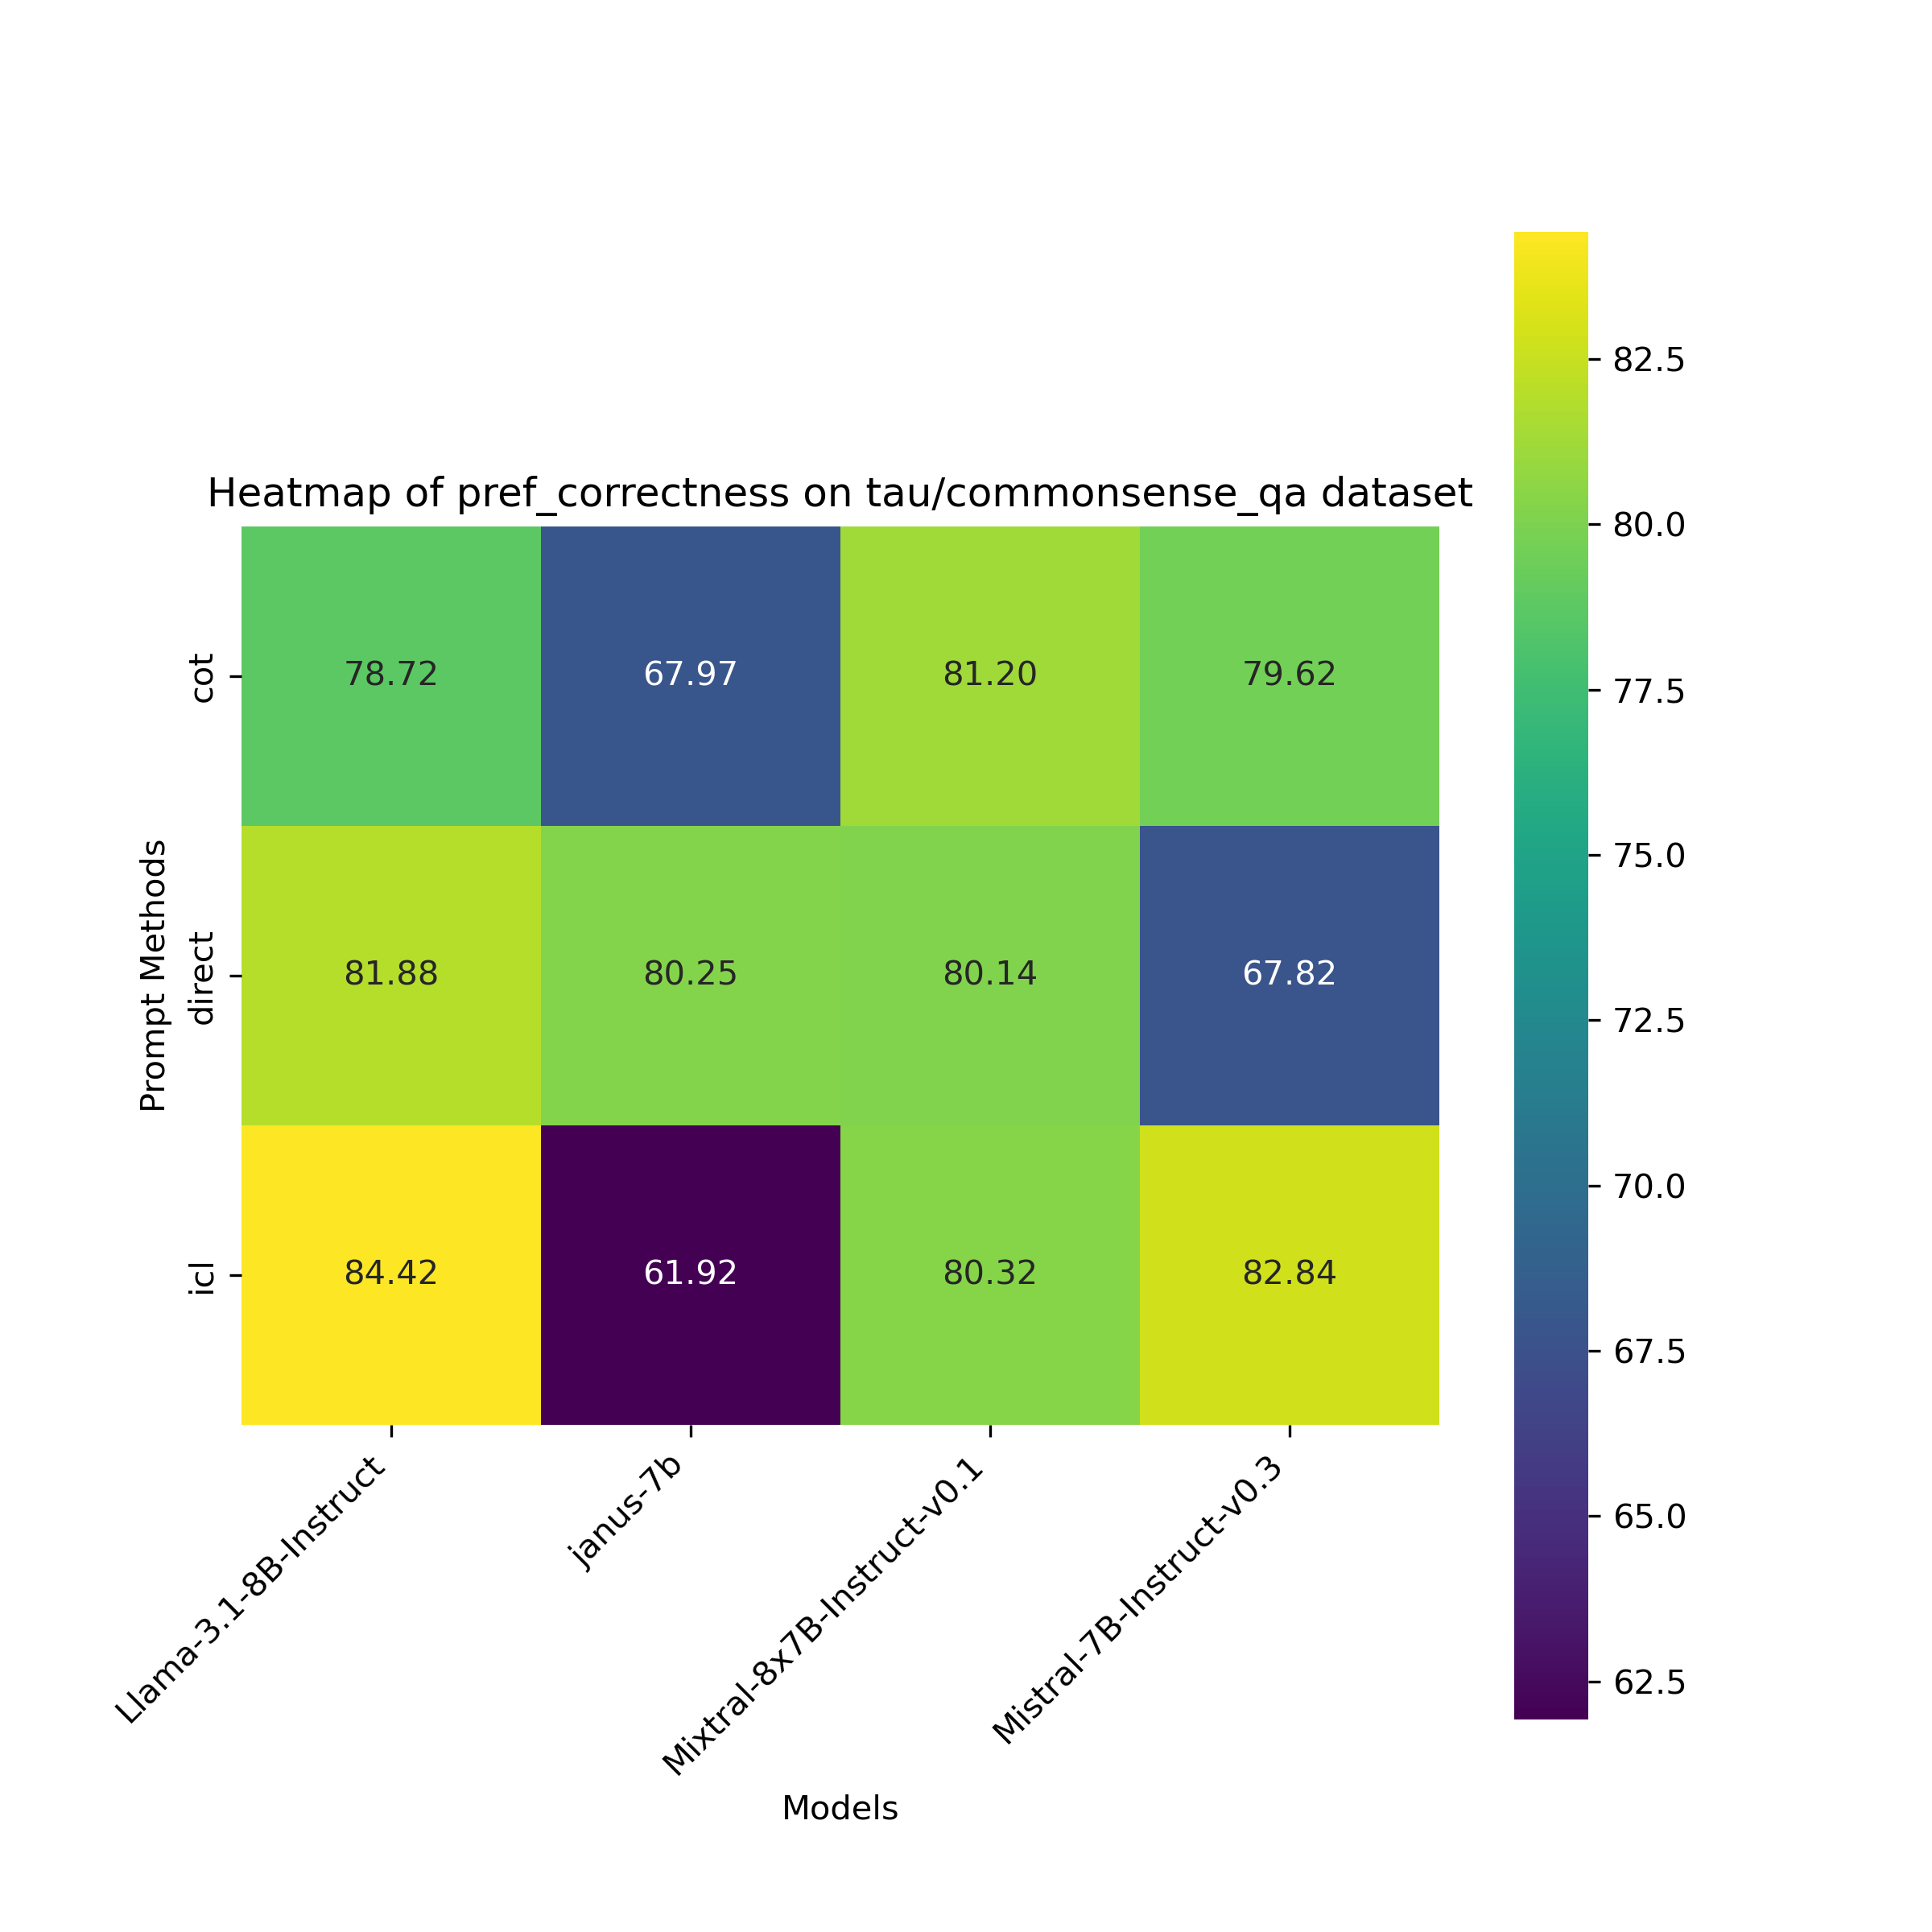 Heatmap of pref_correctness on tau/commonsense_qa dataset
Prompt Methods
cot
78.72 67.97 81.20 79.62
direct
81.88 80.25 80.14 67.82
icl
84.42 61.92 80.32 82.84
Llama-3.1-8B-Instruct
janus-7b
Mixtral-8x7B-Instruct-v0.1
Mistral-7B-Instruct-v0.3
Models
82.5
80.0
77.5
75.0
72.5
70.0
67.5
65.0
62.5